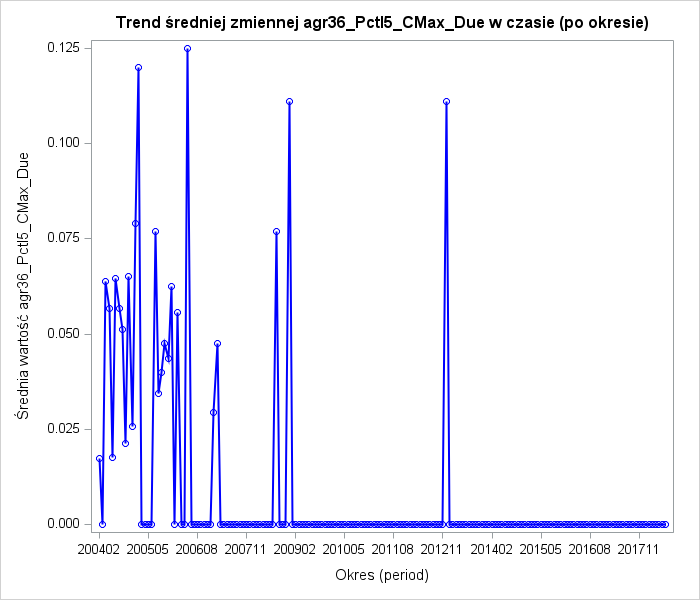 Trend średniej zmiennej agr36_Pctl5_CMax_Due w czasie (po okresie)
Średnia wartość agr36_Pctl5_CMax_Due
0.125
0.100
0.075
0.050
0.025
0.000
200402 200505 200608 200711 200902 201005 201108 201211 201402 201505 201608 201711
Okres (period)